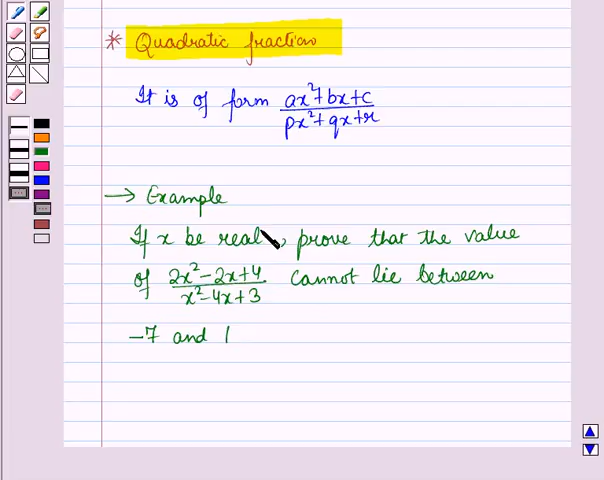 * Quadratic fraction
It is of form ax²+bx+c / px²+qx+r
→ Example
If x be real, prove that the value
of 2x²-2x+4 / x²-4x+3 cannot lie between
-7 and 1